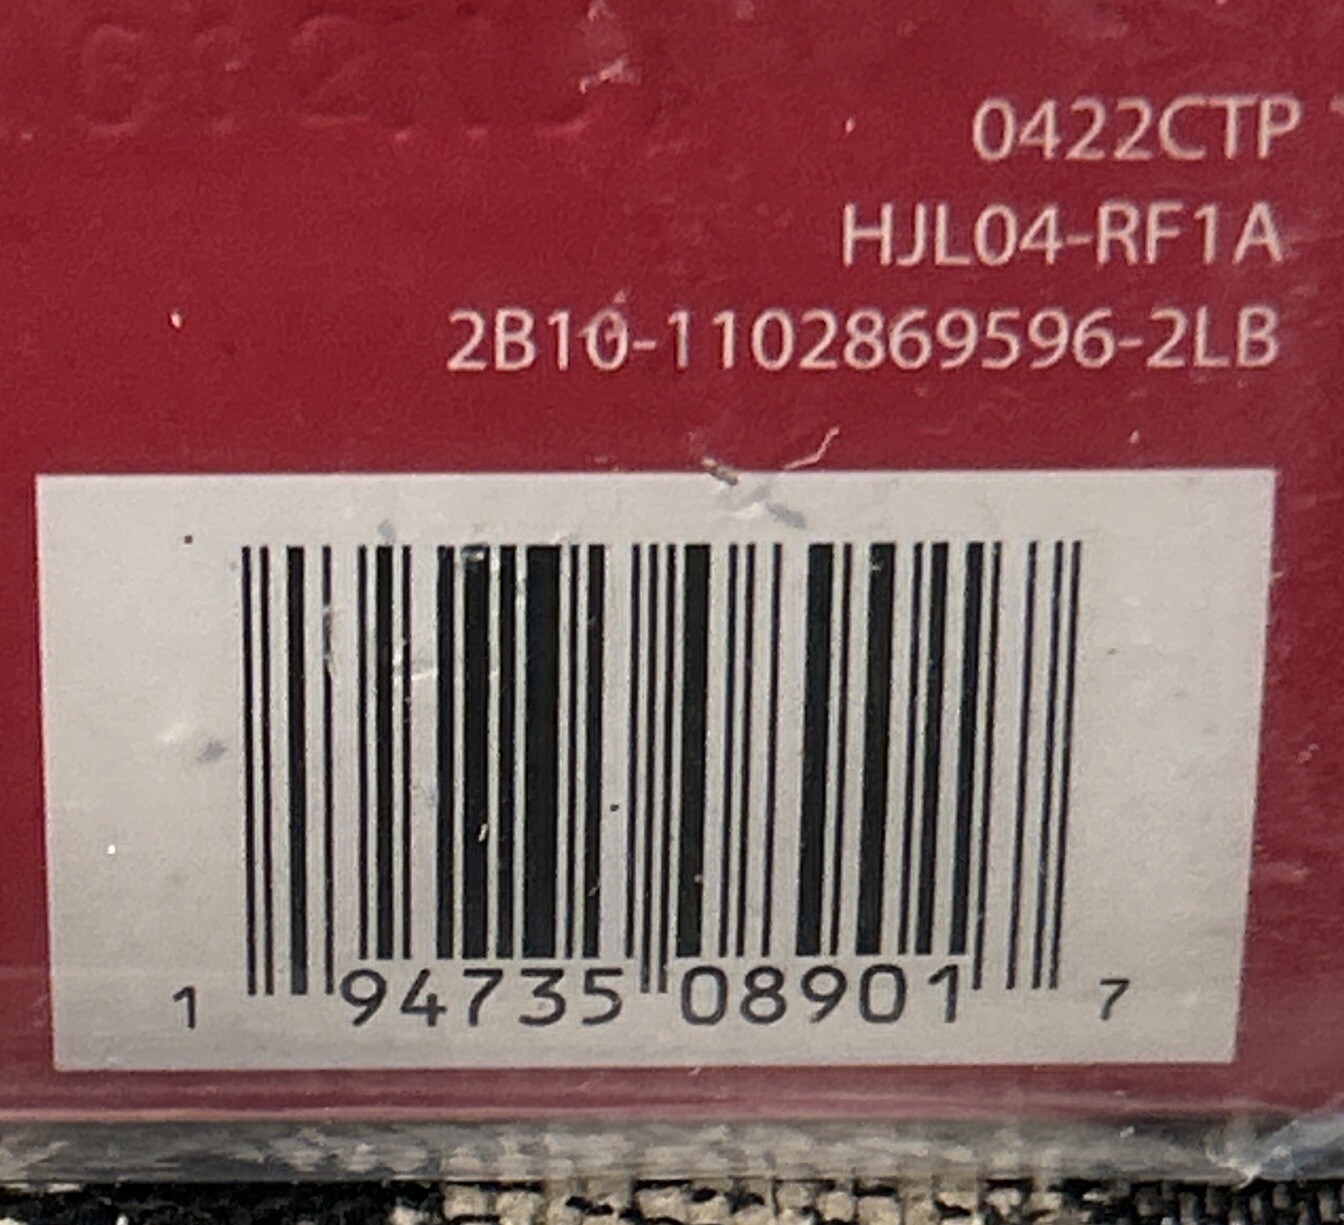 0422CTP
HJL04-RF1A
2B10-1102869596-2LB
1 94735 08901 7